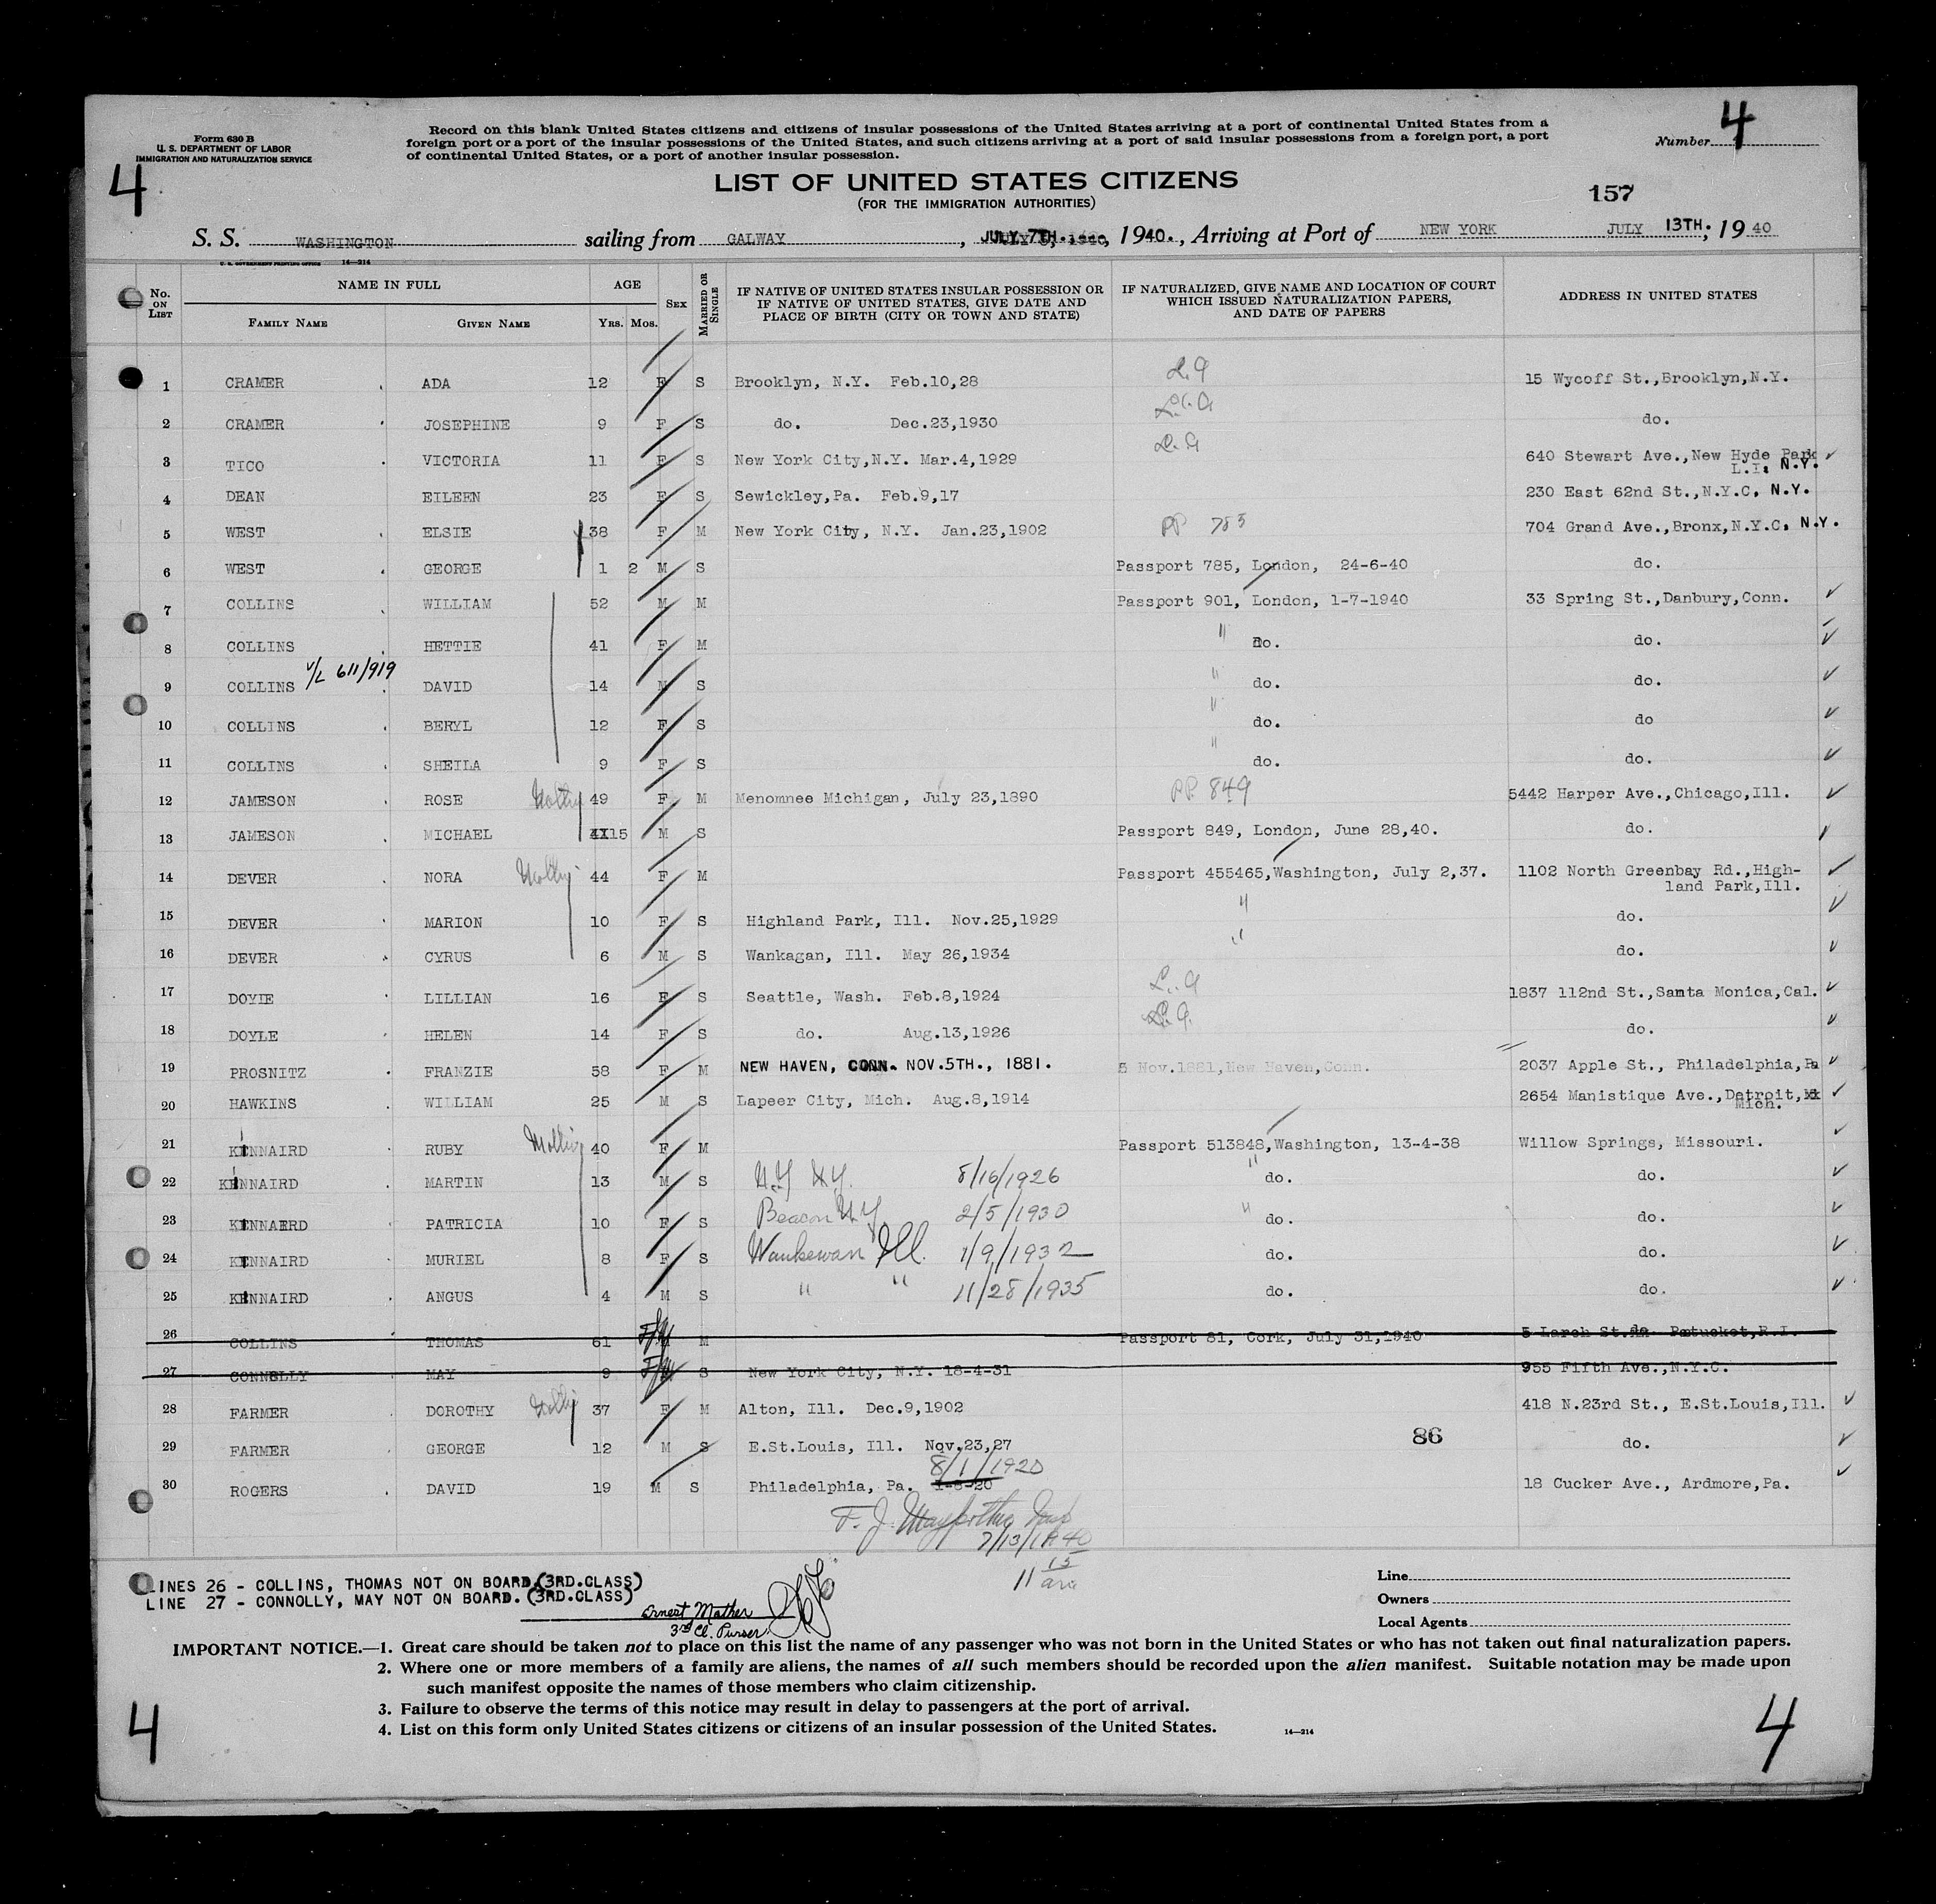 Form 630 B
U. S. DEPARTMENT OF LABOR
IMMIGRATION AND NATURALIZATION SERVICE
Record on this blank United States citizens and citizens of insular possessions of the United States arriving at a port of continental United States from a
foreign port or a port of the insular possessions of the United States, and such citizens arriving at a port of said insular possessions from a foreign port, a port
of continental United States, or a port of another insular possession.
Number 4
4
LIST OF UNITED STATES CITIZENS
(FOR THE IMMIGRATION AUTHORITIES)
157
S. S. WASHINGTON sailing from GALWAY, JULY 7TH., 1940., Arriving at Port of NEW YORK JULY 13TH., 1940
U. S. GOVERNMENT PRINTING OFFICE 14—214
No. ON LIST
NAME IN FULL
FAMILY NAME GIVEN NAME
AGE
YRS. MOS.
SEX
MARRIED OR SINGLE
IF NATIVE OF UNITED STATES INSULAR POSSESSION OR
IF NATIVE OF UNITED STATES, GIVE DATE AND
PLACE OF BIRTH (CITY OR TOWN AND STATE)
IF NATURALIZED, GIVE NAME AND LOCATION OF COURT
WHICH ISSUED NATURALIZATION PAPERS,
AND DATE OF PAPERS
ADDRESS IN UNITED STATES
1 CRAMER ADA 12 F S Brooklyn, N.Y. Feb.10,28 15 Wycoff St.,Brooklyn,N.Y.
2 CRAMER JOSEPHINE 9 F S do. Dec.23,1930 do.
3 TICO VICTORIA 11 F S New York City,N.Y. Mar.4,1929 640 Stewart Ave.,New Hyde Park
L.I. N.Y.
4 DEAN EILEEN 23 F S Sewickley,Pa. Feb.9,17 230 East 62nd St.,N.Y.C. N.Y.
5 WEST ELSIE 38 F M New York City, N.Y. Jan.23,1902 PP 785 704 Grand Ave.,Bronx,N.Y.C. N.Y.
6 WEST GEORGE 1 2 M S Passport 785, London, 24-6-40 do.
7 COLLINS WILLIAM 52 M M Passport 901, London, 1-7-1940 33 Spring St.,Danbury,Conn.
8 COLLINS HETTIE 41 F M " do. do.
V/L 611/919
9 COLLINS DAVID 14 M S " do. do.
10 COLLINS BERYL 12 F S " do. do
11 COLLINS SHEILA 9 F S " do. do.
12 JAMESON ROSE 49 F M Menomnee Michigan, July 23,1890 PP. 849 5442 Harper Ave.,Chicago,Ill.
13 JAMESON MICHAEL 15 M S Passport 849, London, June 28,40. do.
14 DEVER NORA 44 F M Passport 455465,Washington, July 2,37. 1102 North Greenbay Rd.,High-
land Park,Ill.
15 DEVER MARION 10 F S Highland Park, Ill. Nov.25,1929 " do.
16 DEVER CYRUS 6 M S Wankagan, Ill. May 26,1934 " do.
17 DOYLE LILLIAN 16 F S Seattle, Wash. Feb.8,1924 1837 112nd St.,Santa Monica,Cal.
18 DOYLE HELEN 14 F S do. Aug.13,1926 do.
19 PROSNITZ FRANZIE 58 F M NEW HAVEN, CONN. NOV.5TH., 1881. 5 Nov.1881,New Haven,Conn. 2037 Apple St., Philadelphia,Pa
20 HAWKINS WILLIAM 25 M S Lapeer City, Mich. Aug.8,1914 2654 Manistique Ave.,Detroit,
Mich.
21 KINNAIRD RUBY 40 F M Passport 513848,Washington, 13-4-38 Willow Springs, Missouri.
22 KINNAIRD MARTIN 13 M S N.Y N.Y. 8/16/1926 " do. do.
23 KINNAIRD PATRICIA 10 F S Beacon N.Y 2/5/1930 " do. do.
24 KINNAIRD MURIEL 8 F S Waukewan Ill. 1/9/1932 do. do.
25 KINNAIRD ANGUS 4 M S " " 11/28/1935 do. do.
26 COLLINS THOMAS 61 M Passport 81, Cork, July 31,1940 5 Larch St. Patucket,R.I.
27 CONNOLLY MAY 9 S New York City, N.Y. 18-4-31 955 Fifth Ave.,N.Y.C.
28 FARMER DOROTHY 37 F M Alton, Ill. Dec.9,1902 418 N.23rd St., E.St.Louis,Ill.
29 FARMER GEORGE 12 M S E.St.Louis, Ill. Nov.23,27 86 do.
8/1/1920
30 ROGERS DAVID 19 M S Philadelphia, Pa. 1-8-20 18 Cucker Ave., Ardmore,Pa.
7/13/1940
11 15
LINES 26 - COLLINS, THOMAS NOT ON BOARD.(3RD.CLASS)
LINE 27 - CONNOLLY, MAY NOT ON BOARD. (3RD.CLASS)
Ernest Mather
3rd Cl. Purser
Line
Owners
Local Agents
IMPORTANT NOTICE.—1. Great care should be taken not to place on this list the name of any passenger who was not born in the United States or who has not taken out final naturalization papers.
2. Where one or more members of a family are aliens, the names of all such members should be recorded upon the alien manifest. Suitable notation may be made upon
such manifest opposite the names of those members who claim citizenship.
3. Failure to observe the terms of this notice may result in delay to passengers at the port of arrival.
4. List on this form only United States citizens or citizens of an insular possession of the United States.
14—214
4
4